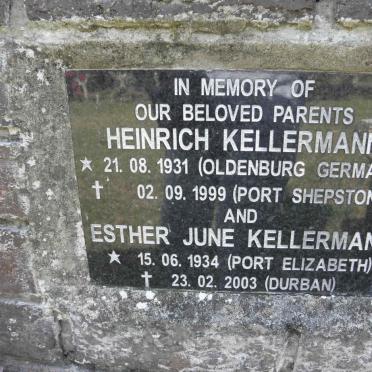 IN MEMORY OF
OUR BELOVED PARENTS
HEINRICH KELLERMANN
★ 21. 08. 1931 (OLDENBURG GERMA
✝ 02. 09. 1999 (PORT SHEPSTON
AND
ESTHER JUNE KELLERMAN
★ 15. 06. 1934 (PORT ELIZABETH)
✝ 23. 02. 2003 (DURBAN)